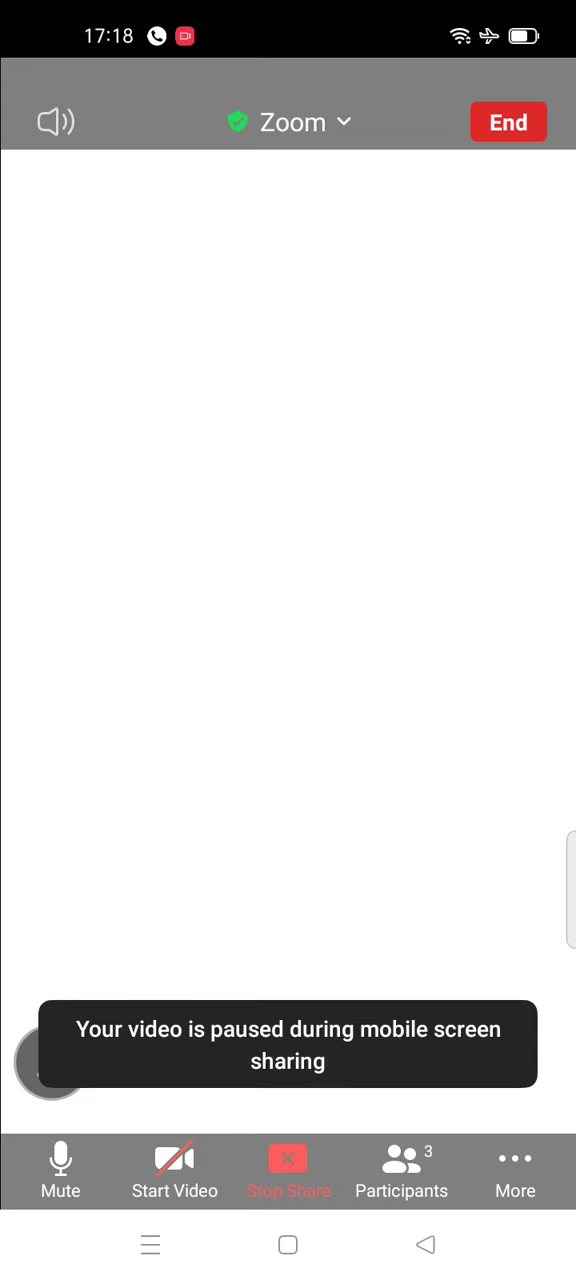 17:18
Zoom
End
Your video is paused during mobile screen
sharing
3
Mute
Start Video
Stop Share
Participants
More